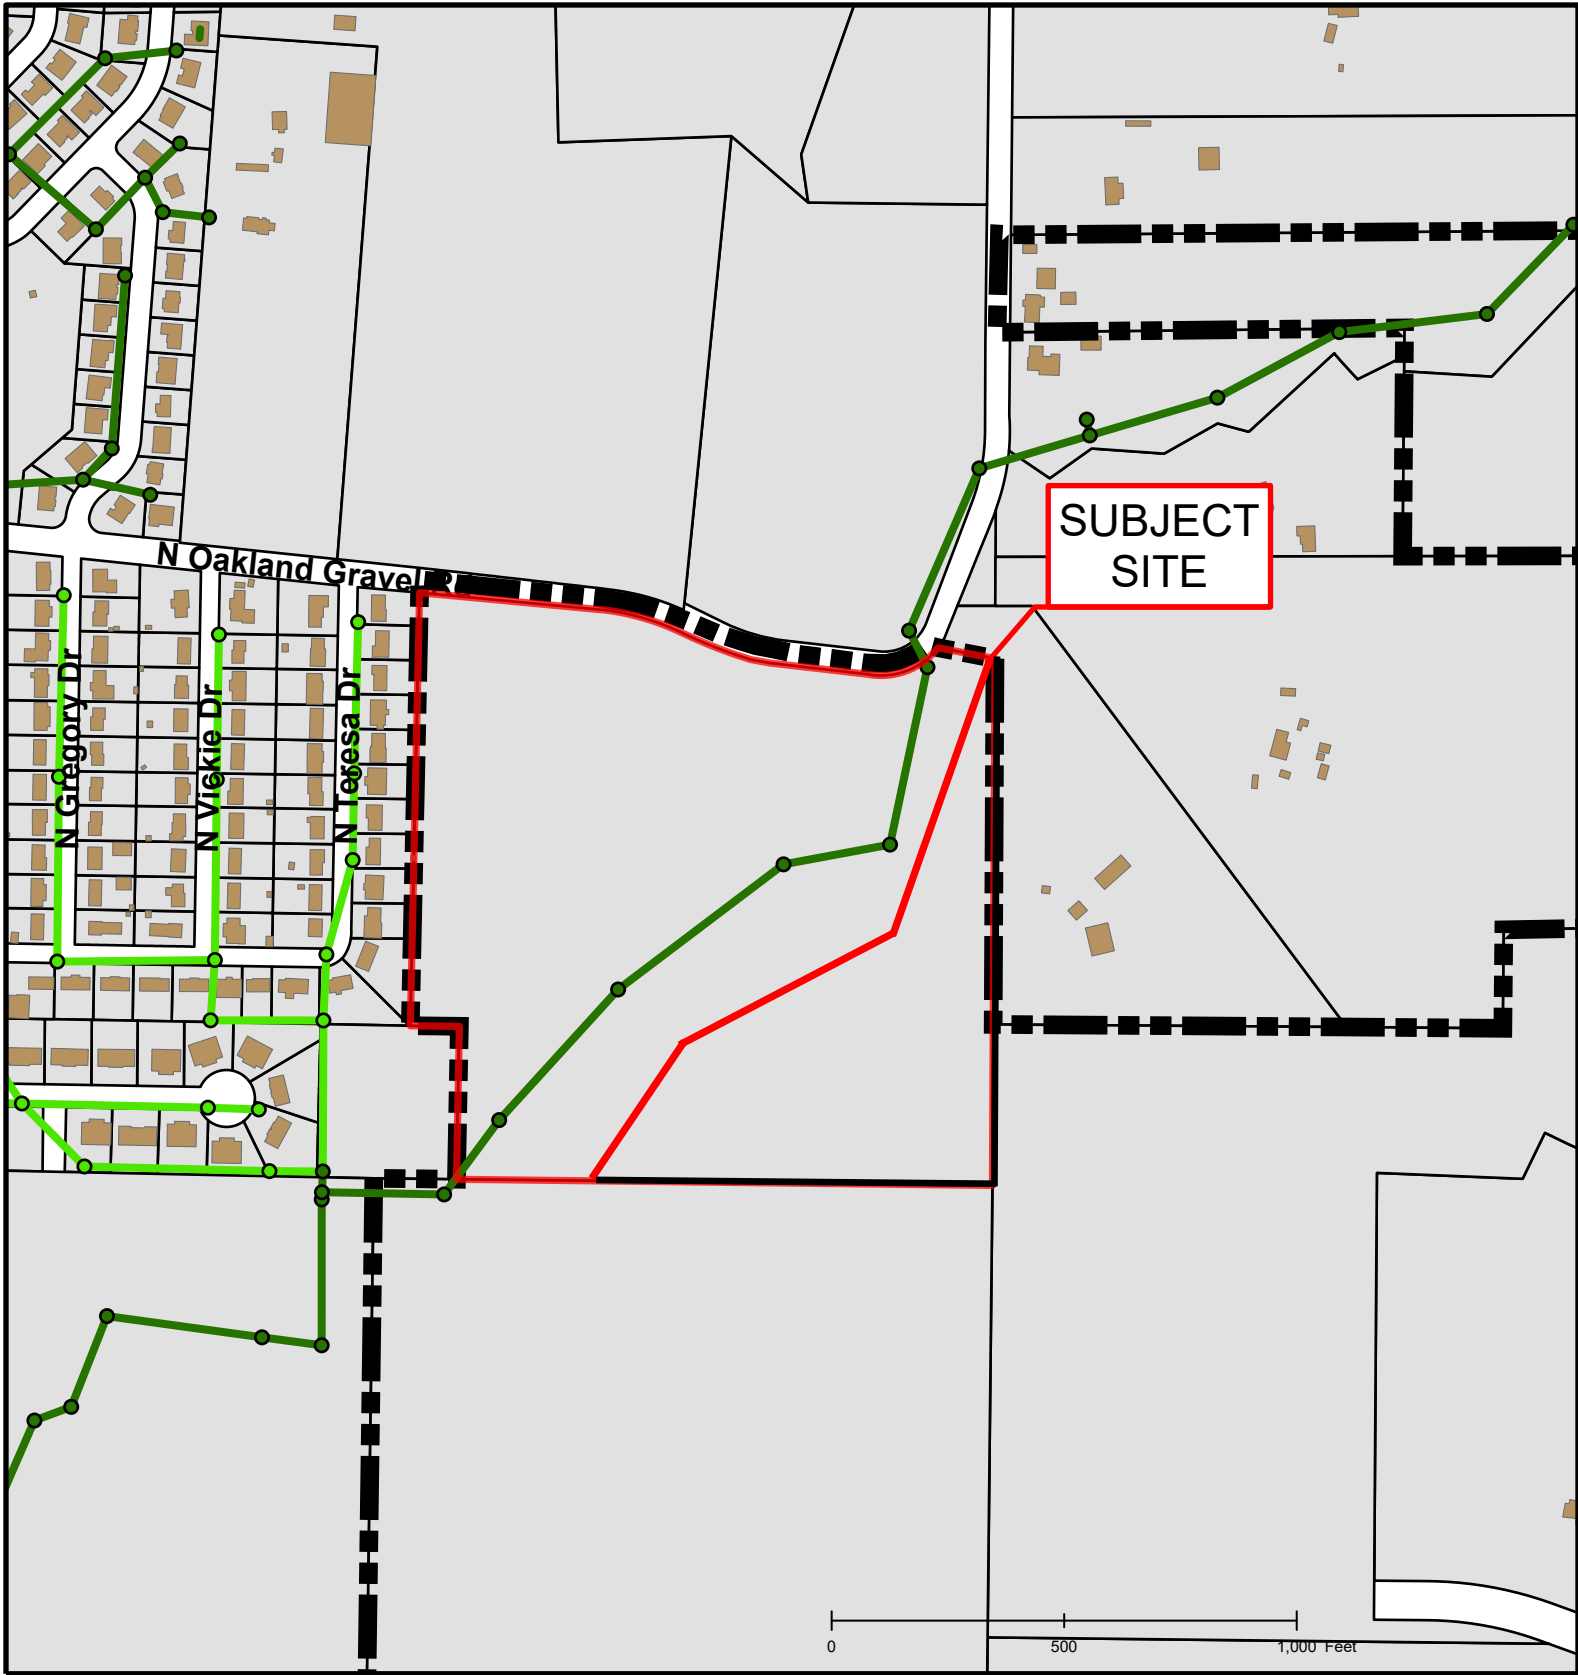 N Oakland Gravel R
SUBJECT
SITE
N Gregory Dr
N Vickie Dr
N Teresa Dr
0 500 1,000 Feet